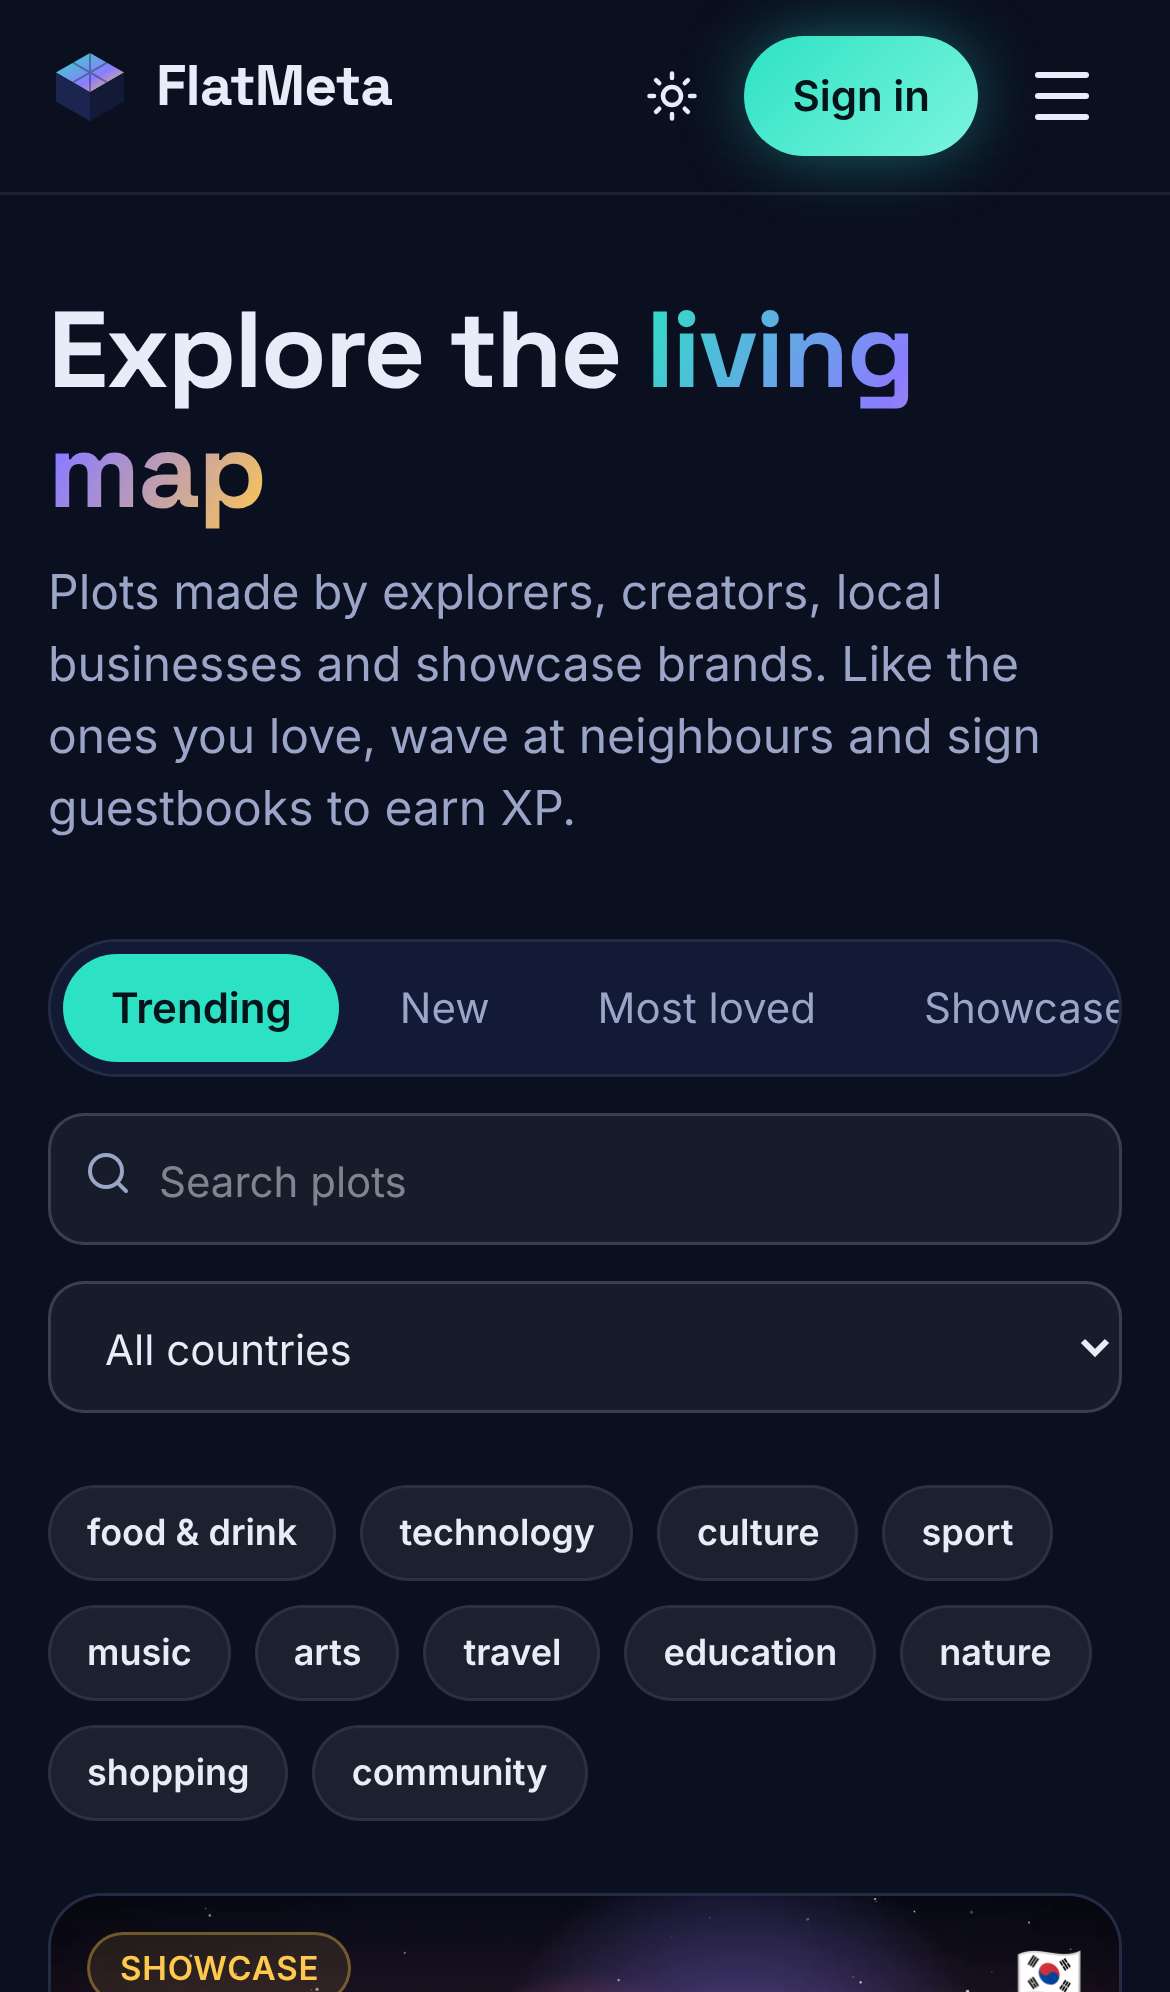 FlatMeta
Sign in
Explore the living
map
Plots made by explorers, creators, local
businesses and showcase brands. Like the
ones you love, wave at neighbours and sign
guestbooks to earn XP.
Trending New Most loved Showcase
Search plots
All countries
food & drink technology culture sport
music arts travel education nature
shopping community
SHOWCASE